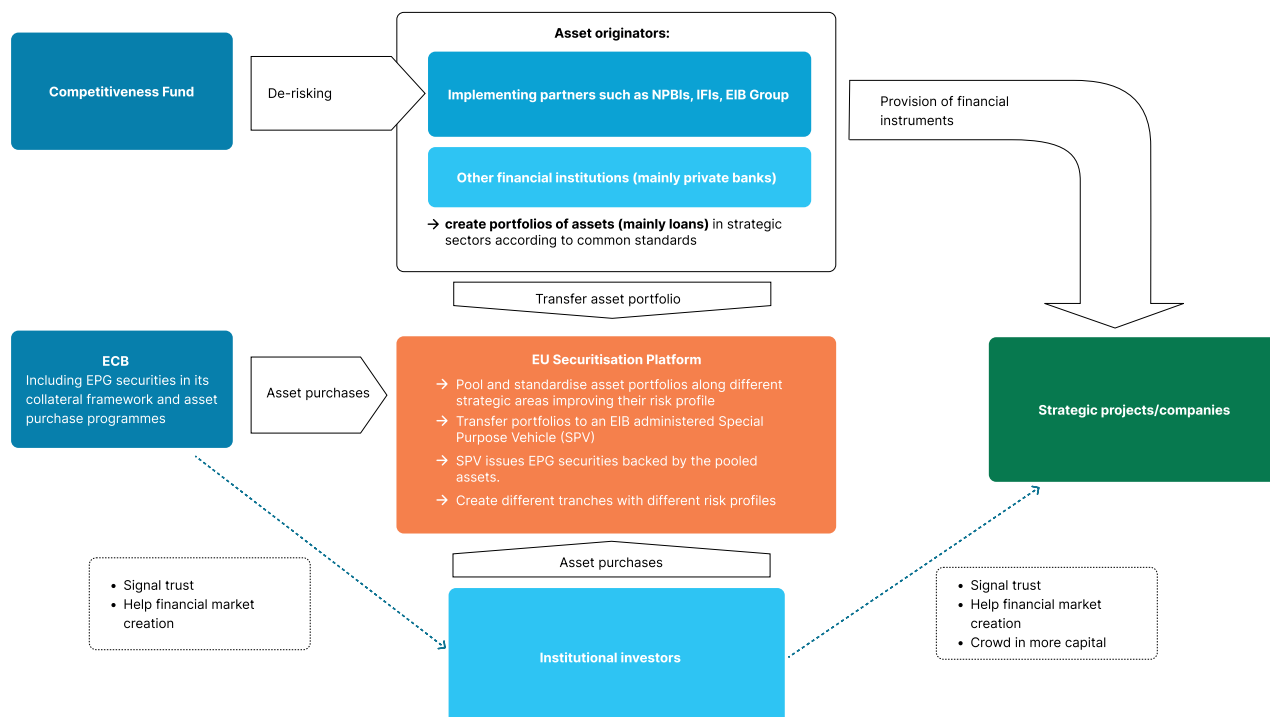 Asset originators:
Competitiveness Fund
De-risking
Implementing partners such as NPBIs, IFIs, EIB Group
Provision of financial
instruments
Other financial institutions (mainly private banks)
→ create portfolios of assets (mainly loans) in strategic
sectors according to common standards
Transfer asset portfolio
ECB
Including EPG securities in its
collateral framework and asset
purchase programmes
Asset purchases
EU Securitisation Platform
→ Pool and standardise asset portfolios along different
strategic areas improving their risk profile
→ Transfer portfolios to an EIB administered Special
Purpose Vehicle (SPV)
→ SPV issues EPG securities backed by the pooled
assets.
→ Create different tranches with different risk profiles
Strategic projects/companies
Asset purchases
• Signal trust
• Help financial market
creation
Institutional investors
• Signal trust
• Help financial market
creation
• Crowd in more capital